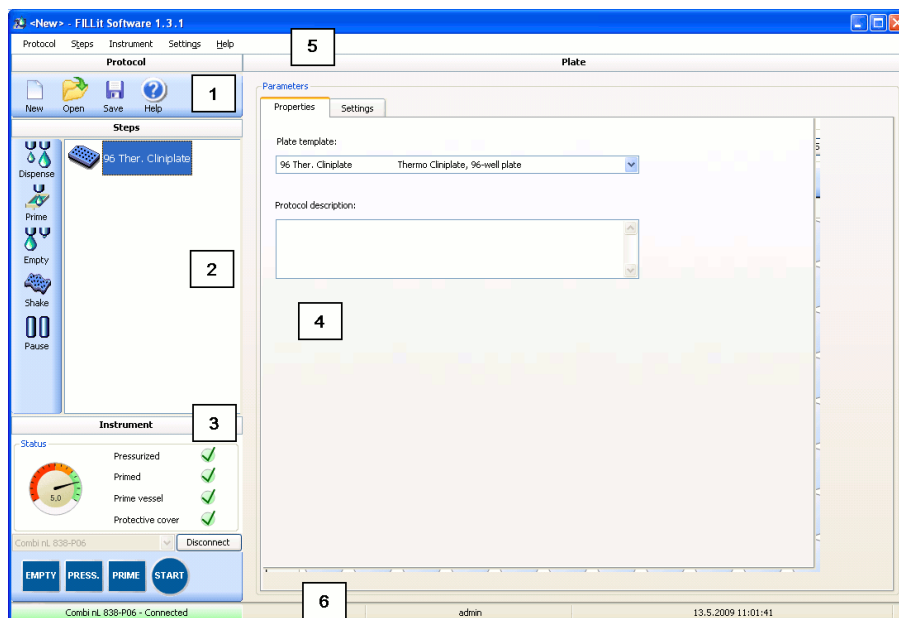 <New> - FILLit Software 1.3.1
Protocol Steps Instrument Settings Help
5
Protocol
Plate
New Open Save Help
1
Parameters
Properties Settings
Steps
Dispense
Prime
Empty
Shake
Pause
96 Ther. Cliniplate
2
Plate template:
96 Ther. Cliniplate Thermo Cliniplate, 96-well plate
Protocol description:
4
Instrument
3
Status
5,0
Pressurized
Primed
Prime vessel
Protective cover
Combi nL 838-P06 Disconnect
EMPTY PRESS. PRIME START
Combi nL 838-P06 - Connected
6
admin
13.5.2009 11:01:41